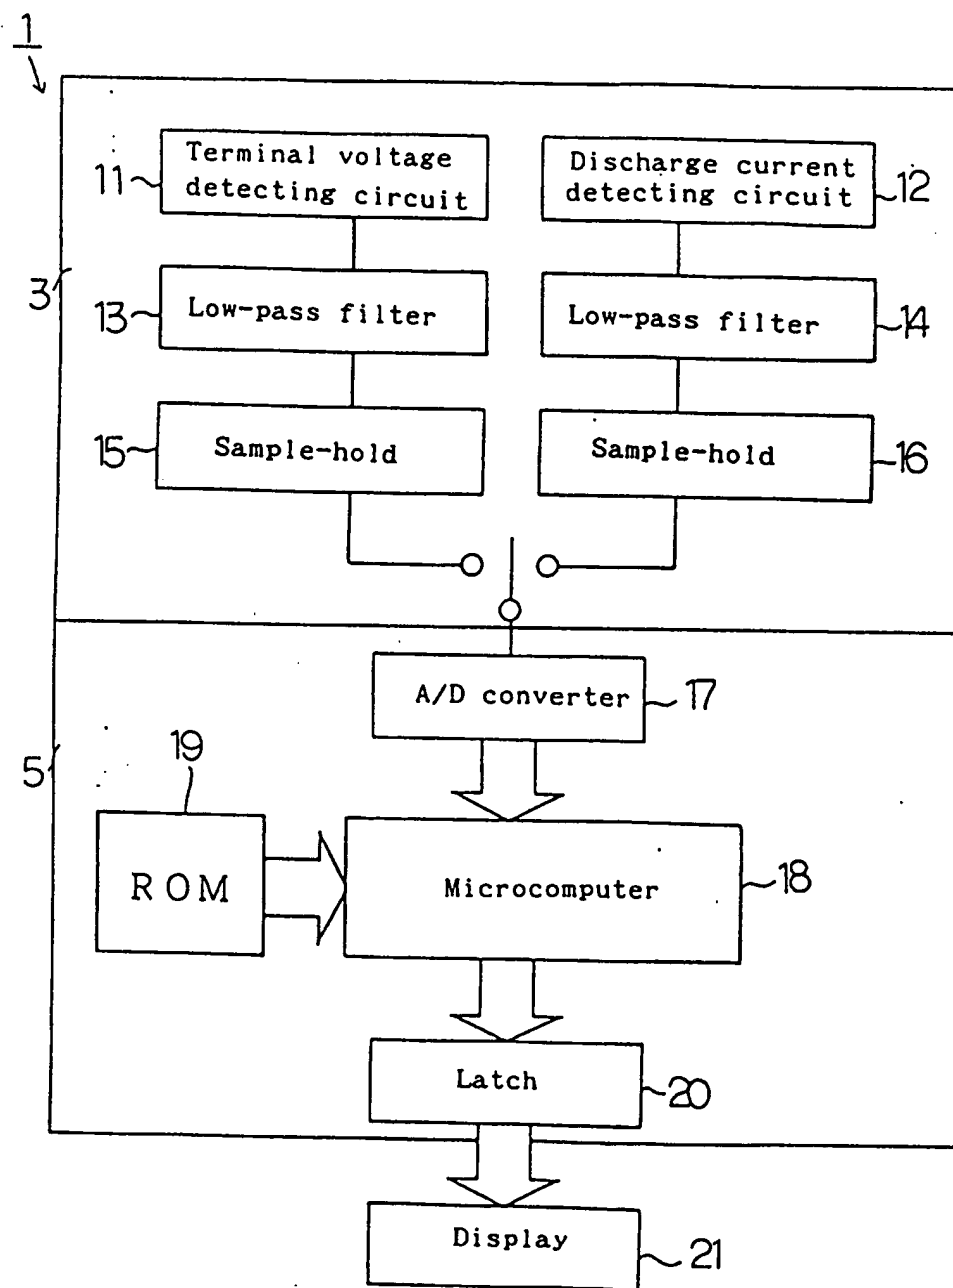 1
Terminal voltage
detecting circuit
11
Discharge current
detecting circuit
12
3
13
Low-pass filter
Low-pass filter
14
15
Sample-hold
Sample-hold
16
A/D converter
17
5
19
ROM
Microcomputer
18
Latch
20
Display
21